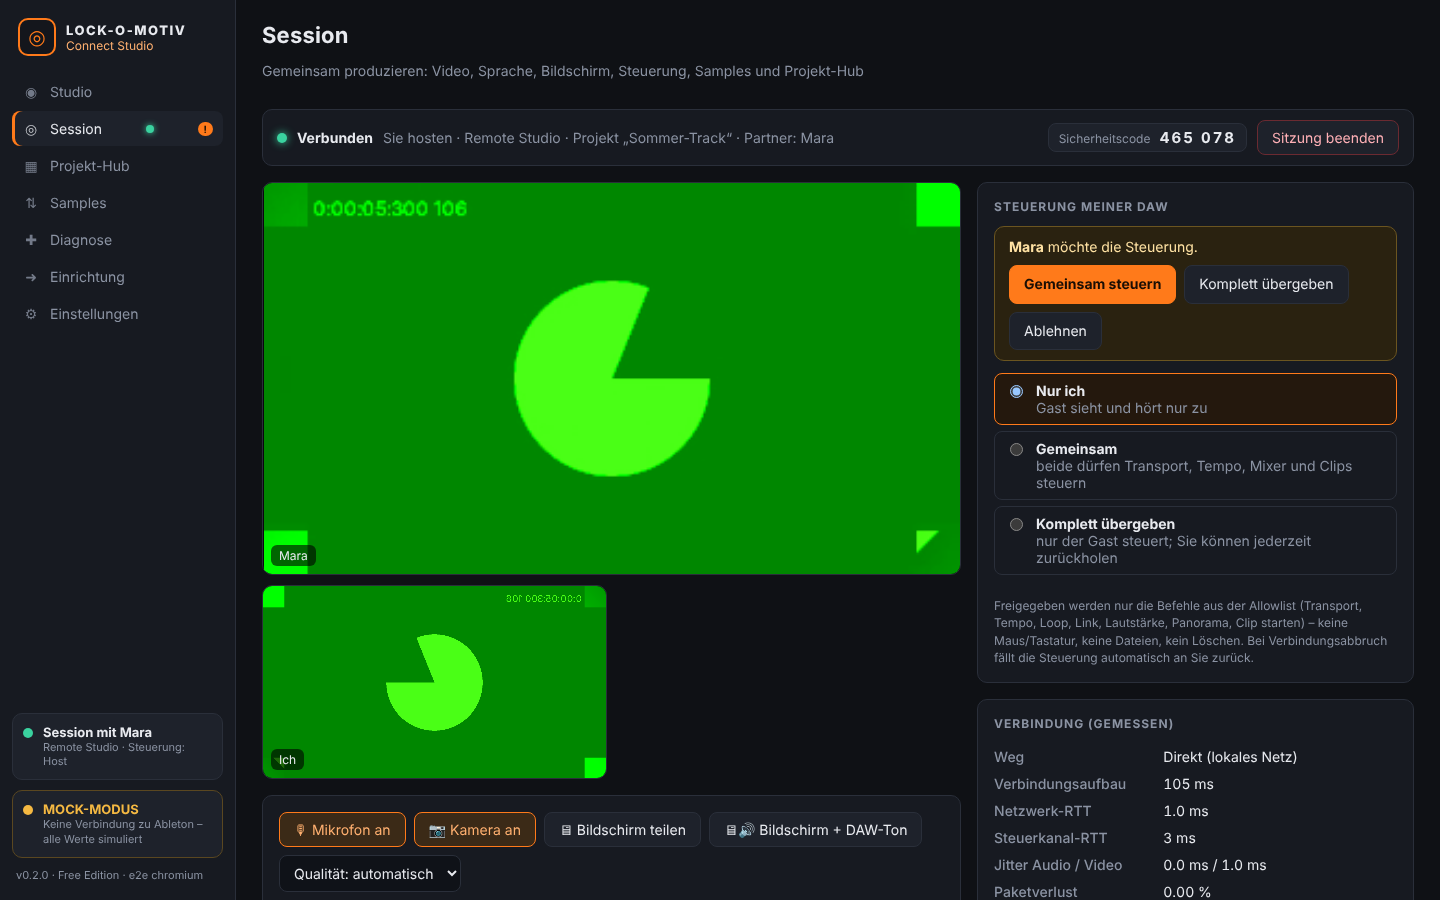 LOCK-O-MOTIV
Connect Studio
Studio
Session
!
Projekt-Hub
Samples
Diagnose
Einrichtung
Einstellungen
Session mit Mara
Remote Studio · Steuerung:
Host
MOCK-MODUS
Keine Verbindung zu Ableton –
alle Werte simuliert
v0.2.0 · Free Edition · e2e chromium
Session
Gemeinsam produzieren: Video, Sprache, Bildschirm, Steuerung, Samples und Projekt-Hub
Verbunden Sie hosten · Remote Studio · Projekt „Sommer-Track“ · Partner: Mara
Sicherheitscode 465 078
Sitzung beenden
0:00:05:300 106
Mara
0:00:05:300 106
Ich
Mikrofon an
Kamera an
Bildschirm teilen
Bildschirm + DAW-Ton
Qualität: automatisch
STEUERUNG MEINER DAW
Mara möchte die Steuerung.
Gemeinsam steuern
Komplett übergeben
Ablehnen
Nur ich
Gast sieht und hört nur zu
Gemeinsam
beide dürfen Transport, Tempo, Mixer und Clips
steuern
Komplett übergeben
nur der Gast steuert; Sie können jederzeit
zurückholen
Freigegeben werden nur die Befehle aus der Allowlist (Transport,
Tempo, Loop, Link, Lautstärke, Panorama, Clip starten) – keine
Maus/Tastatur, keine Dateien, kein Löschen. Bei Verbindungsabbruch
fällt die Steuerung automatisch an Sie zurück.
VERBINDUNG (GEMESSEN)
Weg Direkt (lokales Netz)
Verbindungsaufbau 105 ms
Netzwerk-RTT 1.0 ms
Steuerkanal-RTT 3 ms
Jitter Audio / Video 0.0 ms / 1.0 ms
Paketverlust 0.00 %